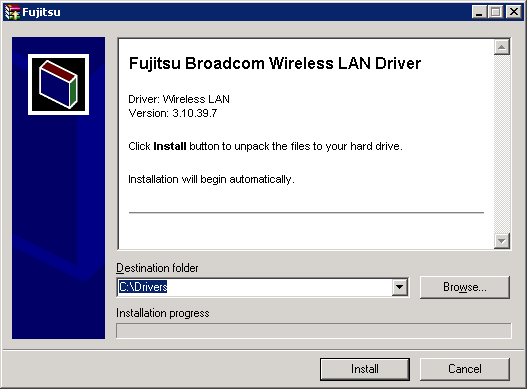 Fujitsu
Fujitsu Broadcom Wireless LAN Driver
Driver: Wireless LAN
Version: 3.10.39.7
Click Install button to unpack the files to your hard drive.
Installation will begin automatically.
Destination folder
C:\Drivers
Browse...
Installation progress
Install
Cancel